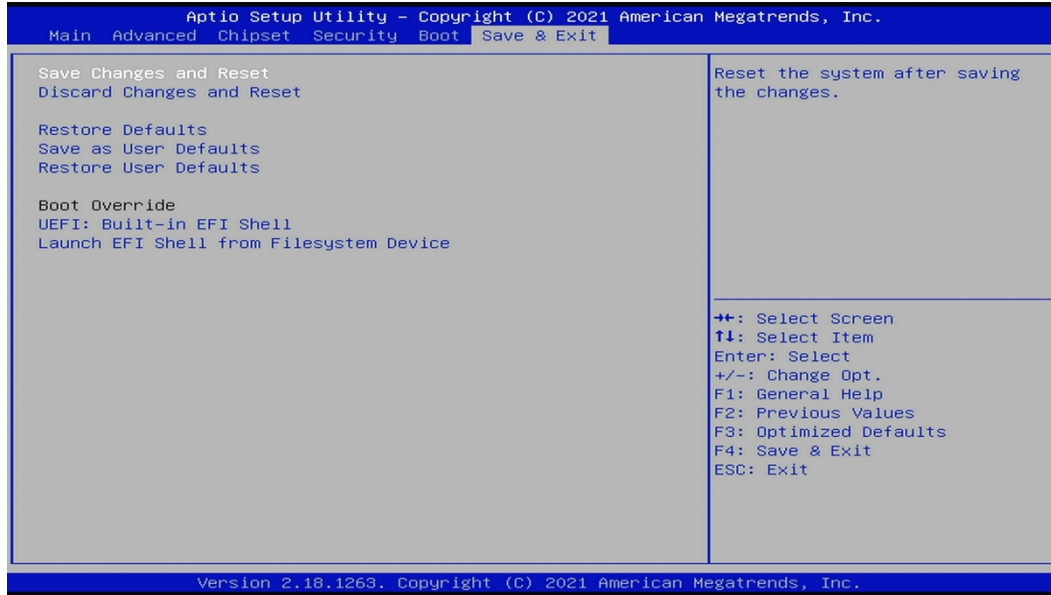 Aptio Setup Utility – Copyright (C) 2021 American Megatrends, Inc.
Main Advanced Chipset Security Boot Save & Exit
Save Changes and Reset
Discard Changes and Reset
Restore Defaults
Save as User Defaults
Restore User Defaults
Boot Override
UEFI: Built-in EFI Shell
Launch EFI Shell from Filesystem Device
Reset the system after saving
the changes.
→←: Select Screen
↑↓: Select Item
Enter: Select
+/-: Change Opt.
F1: General Help
F2: Previous Values
F3: Optimized Defaults
F4: Save & Exit
ESC: Exit
Version 2.18.1263. Copyright (C) 2021 American Megatrends, Inc.